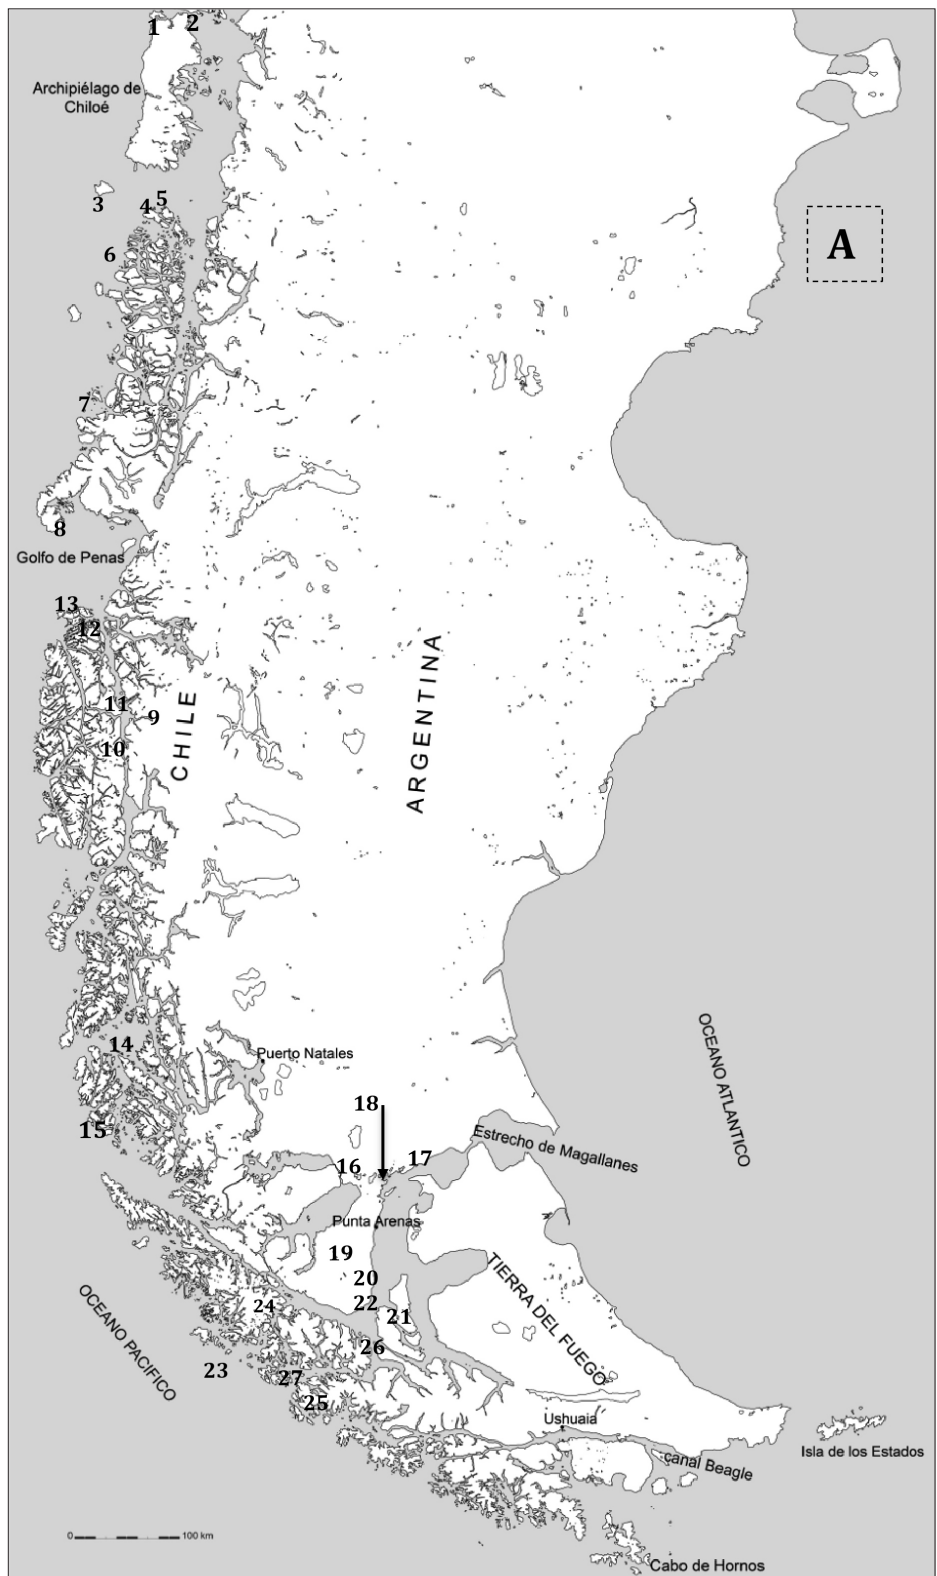 1
2
Archipiélago de
Chiloé
3
4
5
6
A
7
8
Golfo de Penas
13
12
11
9
10
CHILE
ARGENTINA
14
Puerto Natales
15
OCEANO ATLANTICO
18
Estrecho de Magallanes
16
17
Punta Arenas
19
20
22
21
TIERRA DEL FUEGO
24
OCEANO PACIFICO
23
26
27
25
Ushuaia
canal Beagle
Isla de los Estados
0
100 km
Cabo de Hornos